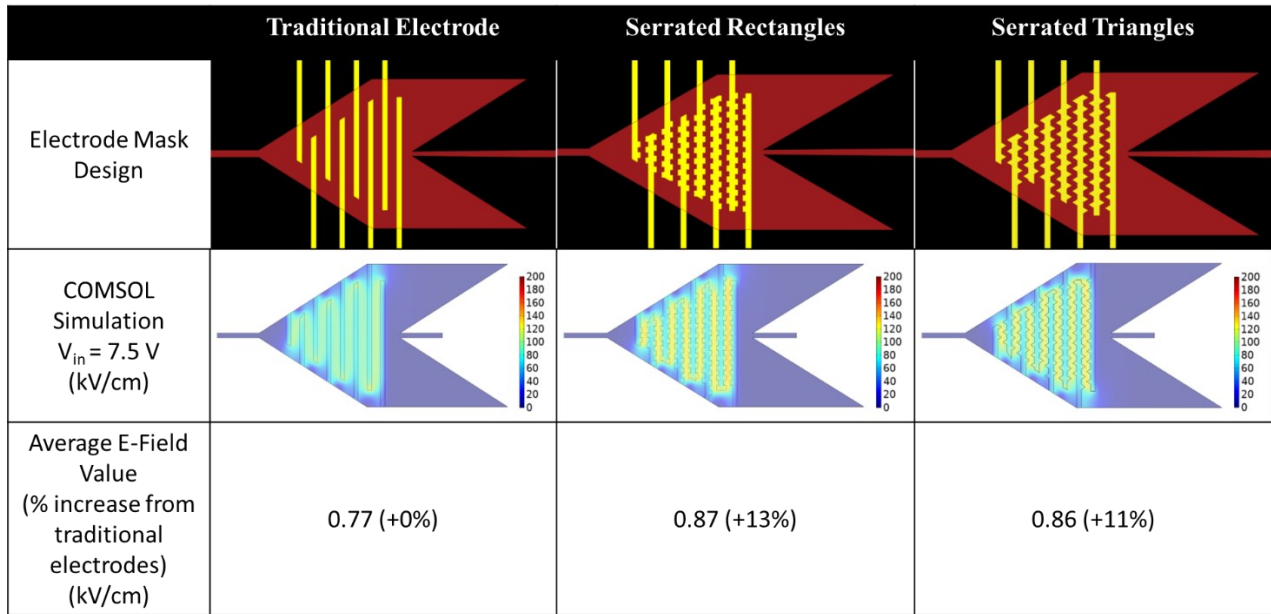 Traditional Electrode
Serrated Rectangles
Serrated Triangles
Electrode Mask
Design
COMSOL
Simulation
Vin = 7.5 V
(kV/cm)
200
180
160
140
120
100
80
60
40
20
0
200
180
160
140
120
100
80
60
40
20
0
200
180
160
140
120
100
80
60
40
20
0
Average E-Field
Value
(% increase from
traditional
electrodes)
(kV/cm)
0.77 (+0%)
0.87 (+13%)
0.86 (+11%)